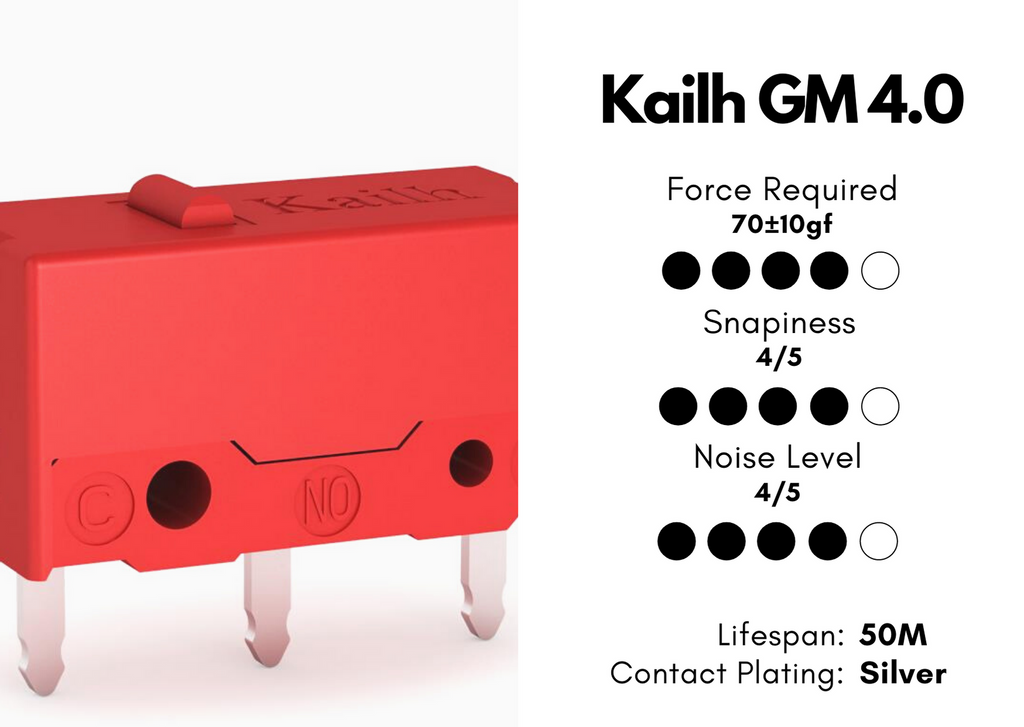 Kailh GM 4.0
Force Required
70±10gf
Snapiness
4/5
Noise Level
4/5
Lifespan: 50M
Contact Plating: Silver
Kailh
C
NO